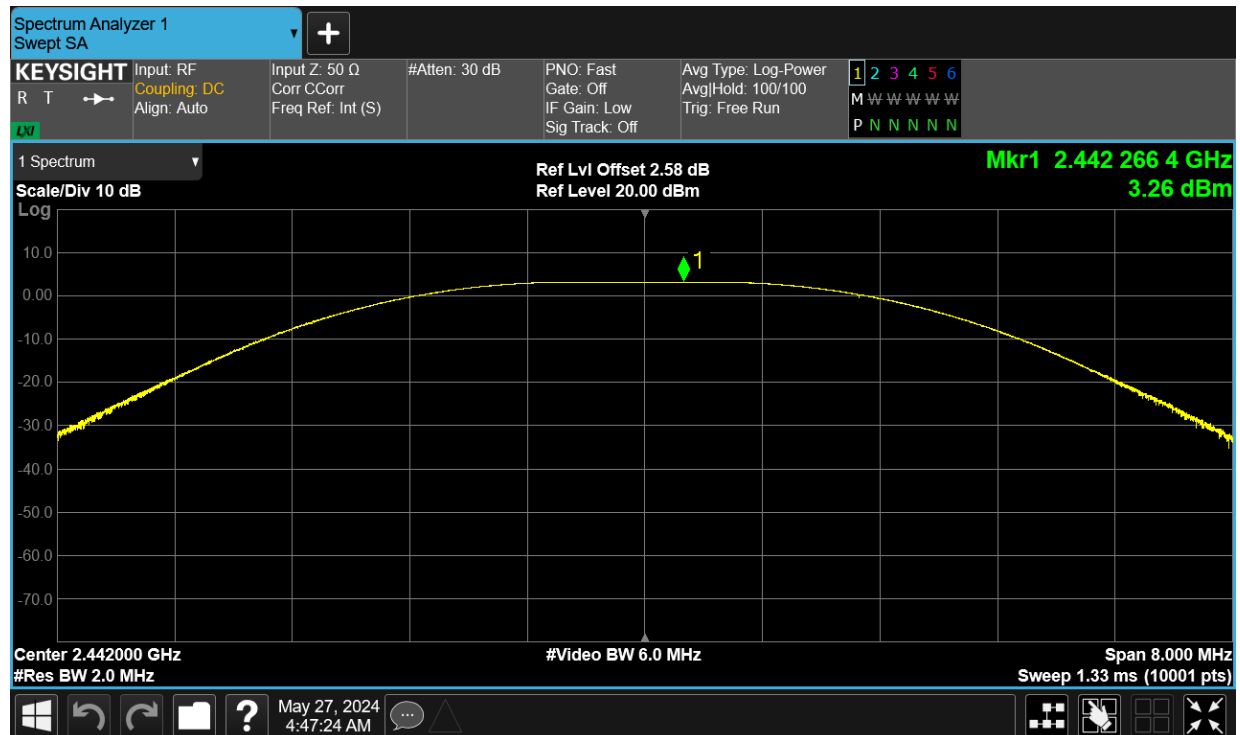 Spectrum Analyzer 1
Swept SA
KEYSIGHT
R T
LXI
Input: RF
Coupling: DC
Align: Auto
Input Z: 50 Ω
Corr CCorr
Freq Ref: Int (S)
#Atten: 30 dB
PNO: Fast
Gate: Off
IF Gain: Low
Sig Track: Off
Avg Type: Log-Power
Avg|Hold: 100/100
Trig: Free Run
1 2 3 4 5 6
M W W W W W
P N N N N N
1 Spectrum
Scale/Div 10 dB
Log
Ref Lvl Offset 2.58 dB
Ref Level 20.00 dBm
Mkr1 2.442 266 4 GHz
3.26 dBm
1
10.0
0.00
-10.0
-20.0
-30.0
-40.0
-50.0
-60.0
-70.0
Center 2.442000 GHz
#Res BW 2.0 MHz
#Video BW 6.0 MHz
Span 8.000 MHz
Sweep 1.33 ms (10001 pts)
?
May 27, 2024
4:47:24 AM